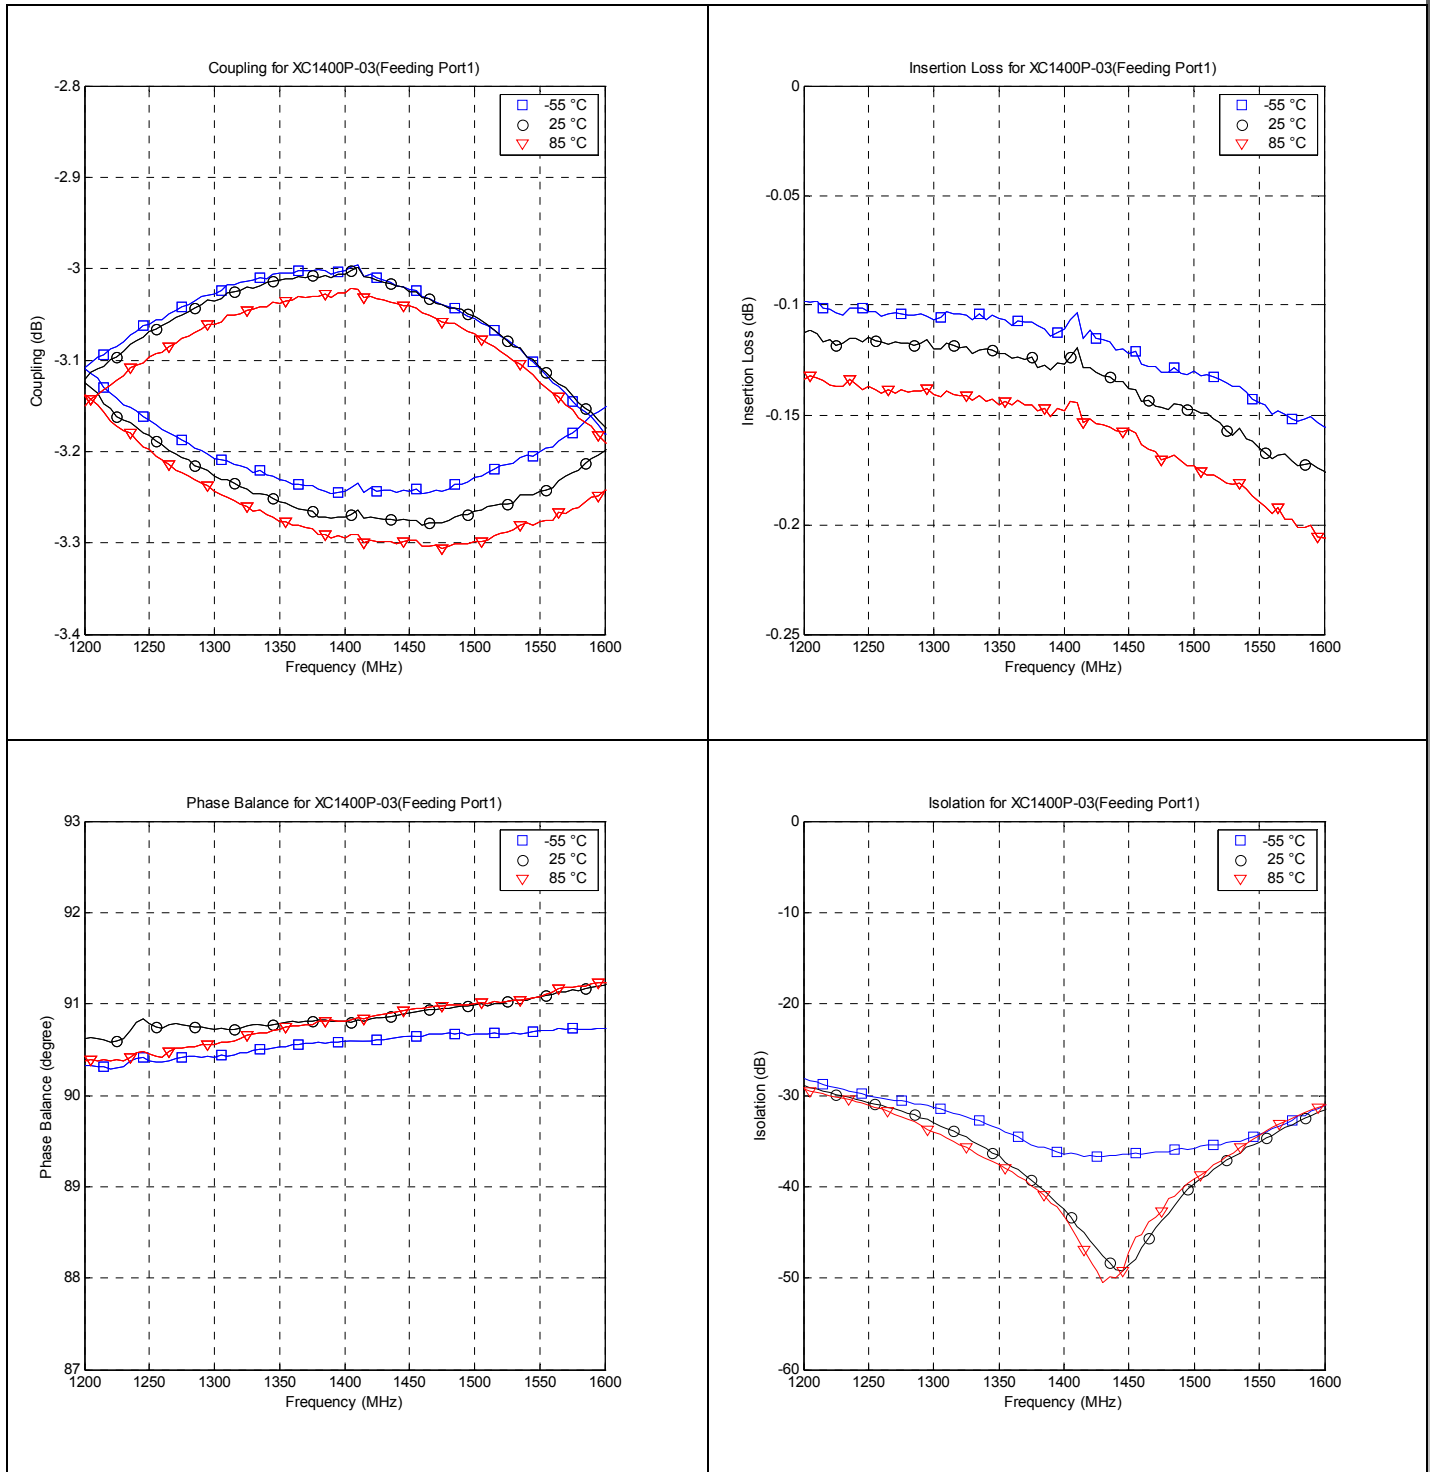 Coupling for XC1400P-03(Feeding Port1)
-2.8
-2.9
-3
-3.1
-3.2
-3.3
-3.4
Coupling (dB)
-55 °C
25 °C
85 °C
1200 1250 1300 1350 1400 1450 1500 1550 1600
Frequency (MHz)
Insertion Loss for XC1400P-03(Feeding Port1)
0
-0.05
-0.1
-0.15
-0.2
-0.25
Insertion Loss (dB)
-55 °C
25 °C
85 °C
1200 1250 1300 1350 1400 1450 1500 1550 1600
Frequency (MHz)
Phase Balance for XC1400P-03(Feeding Port1)
93
92
91
90
89
88
87
Phase Balance (degree)
-55 °C
25 °C
85 °C
1200 1250 1300 1350 1400 1450 1500 1550 1600
Frequency (MHz)
Isolation for XC1400P-03(Feeding Port1)
0
-10
-20
-30
-40
-50
-60
Isolation (dB)
-55 °C
25 °C
85 °C
1200 1250 1300 1350 1400 1450 1500 1550 1600
Frequency (MHz)